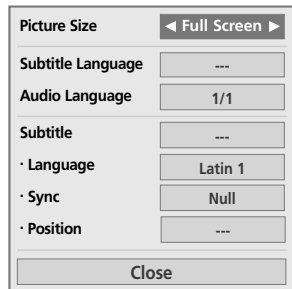 Picture Size ◀ Full Screen ▶
Subtitle Language ---
Audio Language 1/1
Subtitle ---
· Language Latin 1
· Sync Null
· Position ---
Close